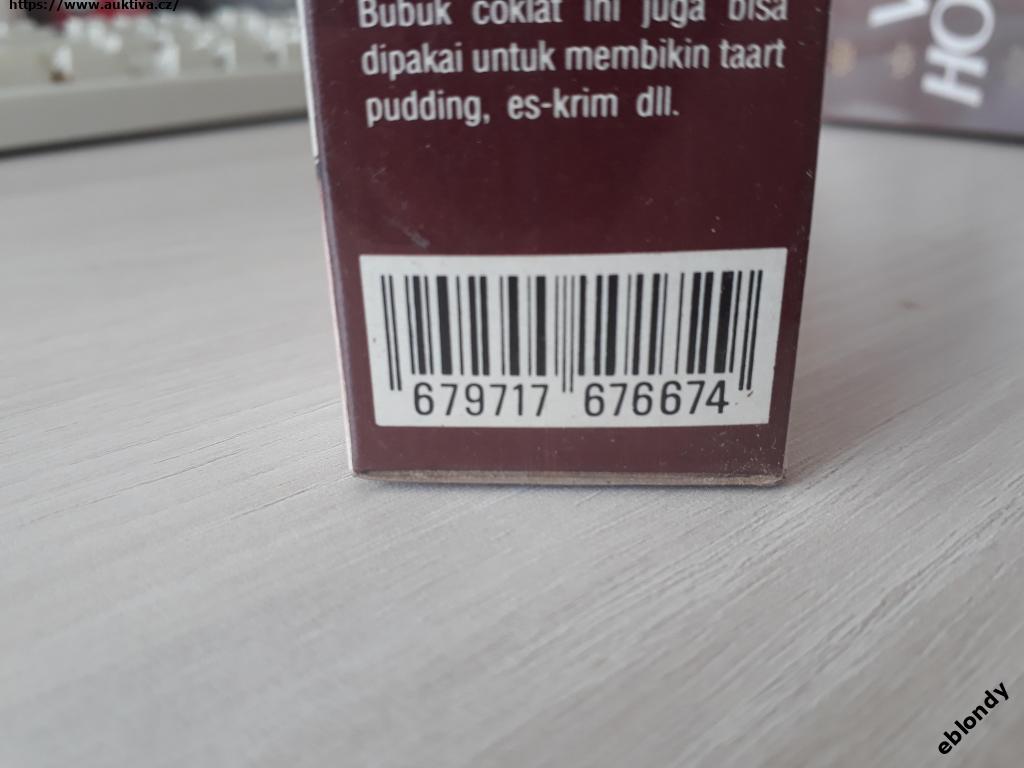 https://www.auktiva.cz/
Bubuk coklat ini juga bisa
dipakai untuk membikin taart
pudding, es-krim dll.
679717 676674
HO
eblondy